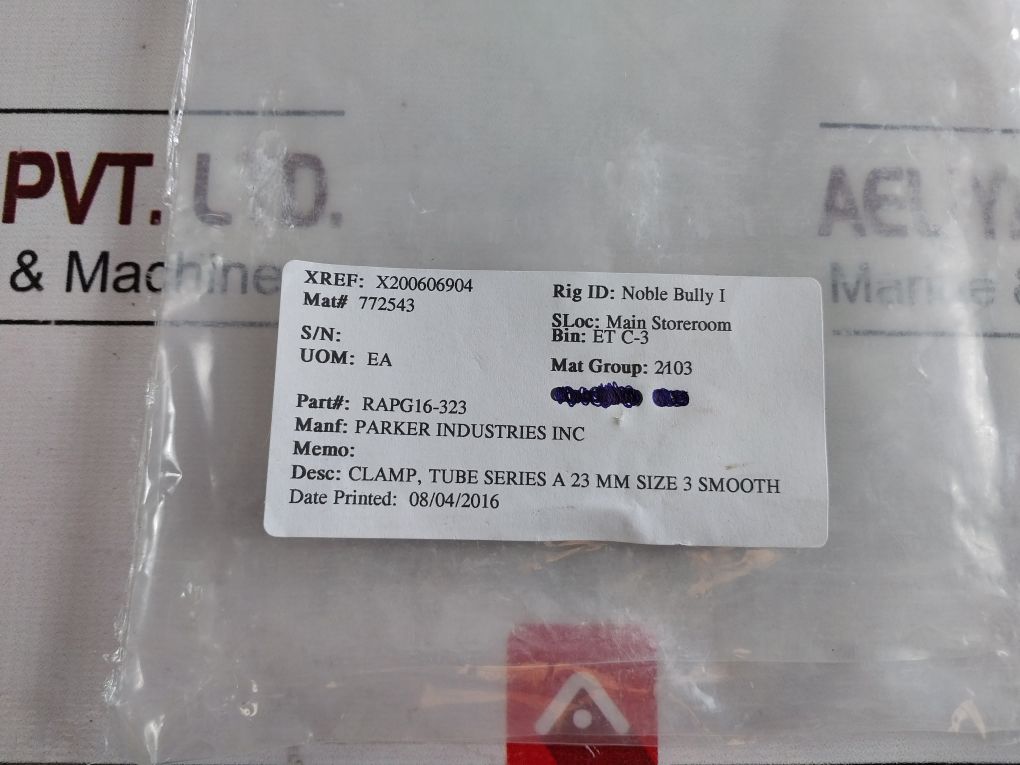 PVT. LTD.
& Machine
XREF: X200606904
Mat# 772543
S/N:
UOM: EA
Part#: RAPG16-323
Manf: PARKER INDUSTRIES INC
Memo:
Desc: CLAMP, TUBE SERIES A 23 MM SIZE 3 SMOOTH
Date Printed: 08/04/2016
Rig ID: Noble Bully I
SLoc: Main Storeroom
Bin: ET C-3
Mat Group: 2103
Marine &